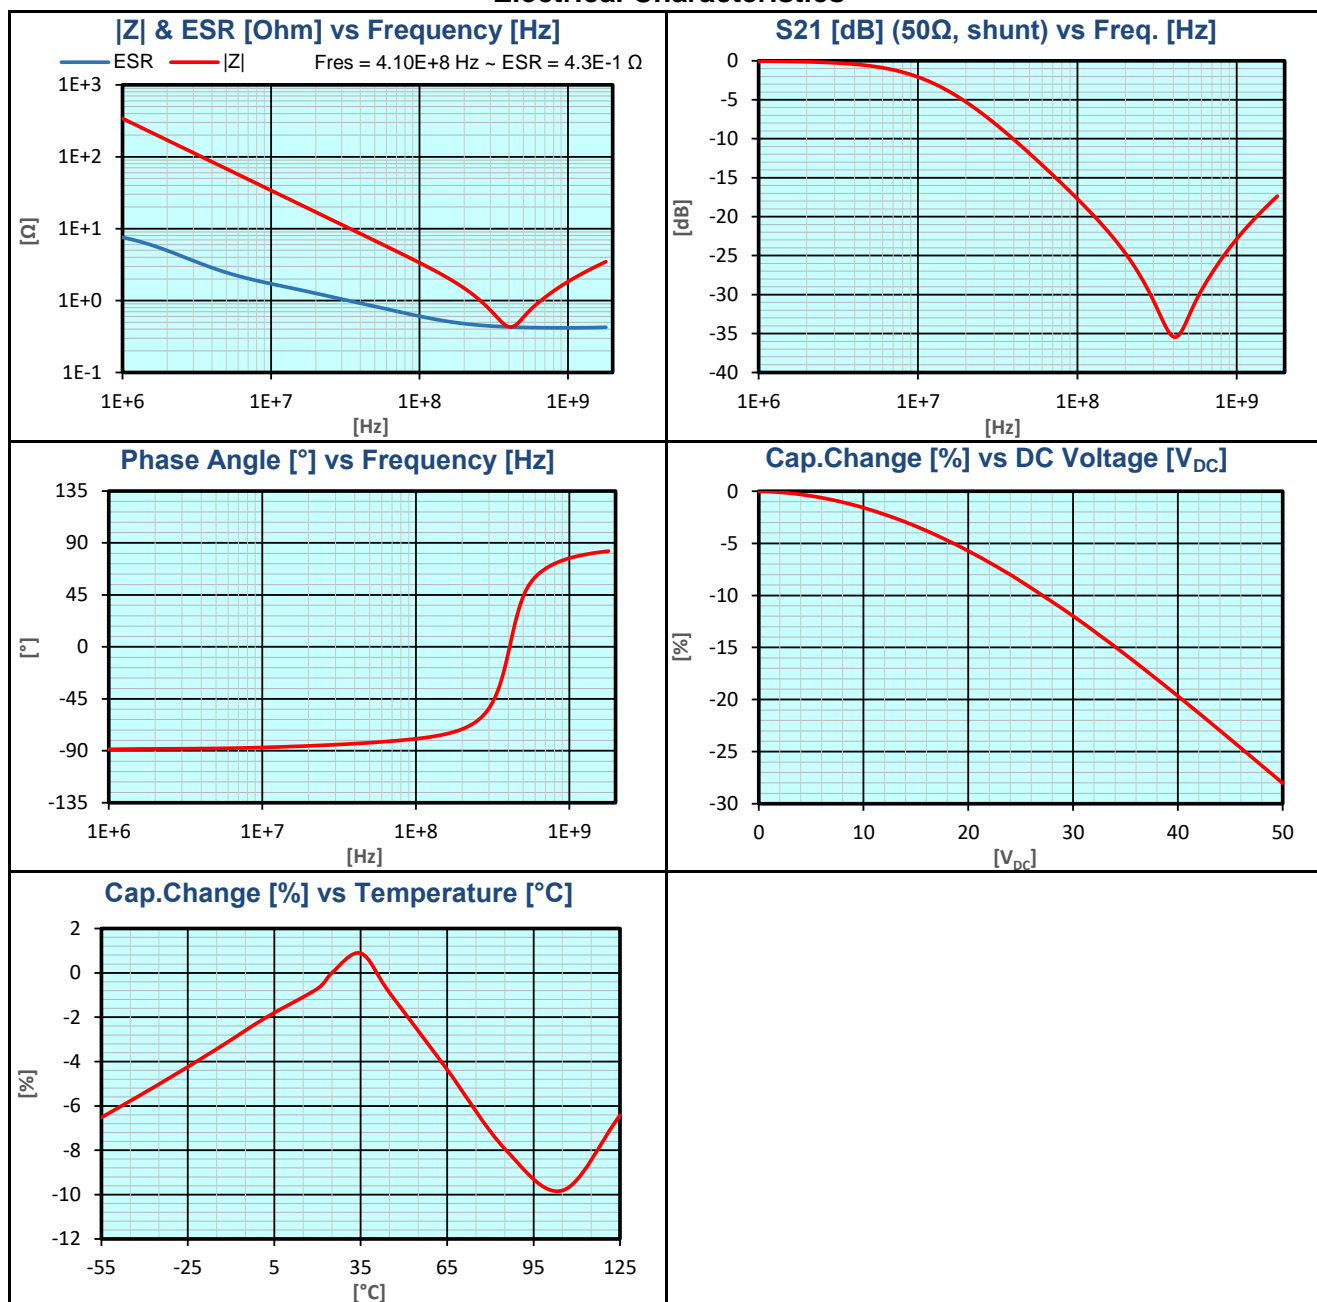 |Z| & ESR [Ohm] vs Frequency [Hz]
ESR |Z| Fres = 4.10E+8 Hz ~ ESR = 4.3E-1 Ω
1E+3
1E+2
1E+1
1E+0
1E-1
[Ω]
1E+6 1E+7 1E+8 1E+9
[Hz]
S21 [dB] (50Ω, shunt) vs Freq. [Hz]
0
-5
-10
-15
-20
-25
-30
-35
-40
[dB]
1E+6 1E+7 1E+8 1E+9
[Hz]
Phase Angle [°] vs Frequency [Hz]
135
90
45
0
-45
-90
-135
[°]
1E+6 1E+7 1E+8 1E+9
[Hz]
Cap.Change [%] vs DC Voltage [VDC]
0
-5
-10
-15
-20
-25
-30
[%]
0 10 20 30 40 50
[VDC]
Cap.Change [%] vs Temperature [°C]
2
0
-2
-4
-6
-8
-10
-12
[%]
-55 -25 5 35 65 95 125
[°C]